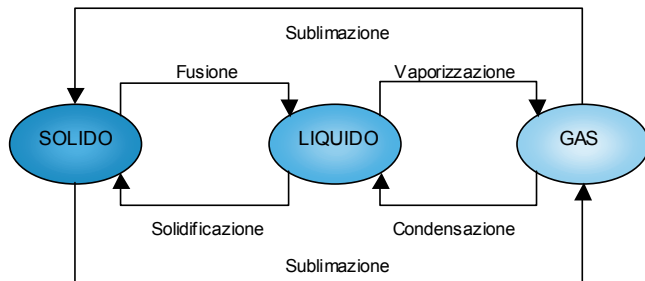 Sublimazione
Fusione
Vaporizzazione
SOLIDO
LIQUIDO
GAS
Solidificazione
Condensazione
Sublimazione